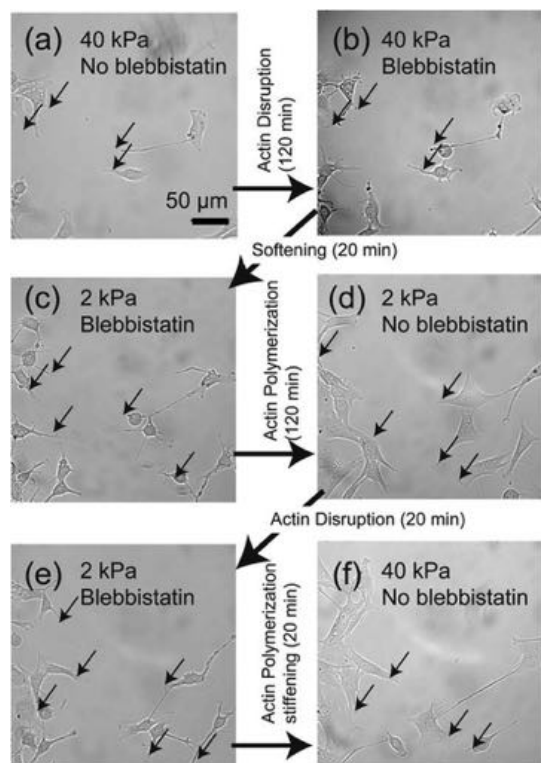 (a) 40 kPa
No blebbistatin
50 µm
Actin Disruption
(120 min)
(b) 40 kPa
Blebbistatin
Softening (20 min)
(c) 2 kPa
Blebbistatin
Actin Polymerization
(120 min)
(d) 2 kPa
No blebbistatin
Actin Disruption (20 min)
(e) 2 kPa
Blebbistatin
Actin Polymerization
stiffening (20 min)
(f) 40 kPa
No blebbistatin